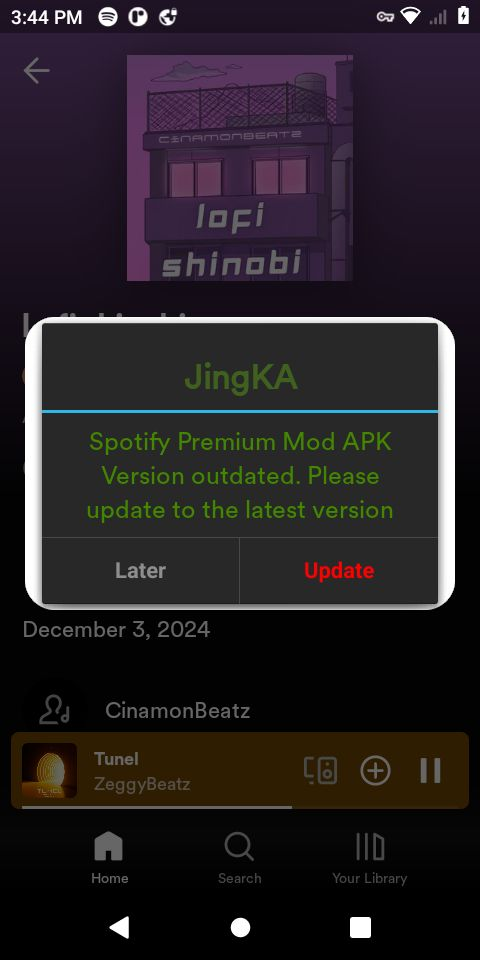 3:44 PM
CINAMONBEATZ
lofi
shinobi
JingKA
Spotify Premium Mod APK
Version outdated. Please
update to the latest version
Later
Update
December 3, 2024
CinamonBeatz
Tunel
ZeggyBeatz
Home
Search
Your Library